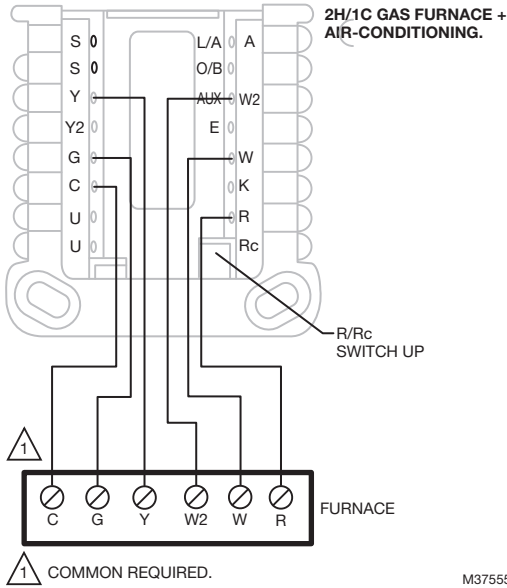 2H/1C GAS FURNACE +
AIR-CONDITIONING.
S L/A A
S O/B
Y AUX W2
Y2 E
G W
C K
U R
U Rc
R/Rc
SWITCH UP
1
C G Y W2 W R
FURNACE
1 COMMON REQUIRED.
M37555